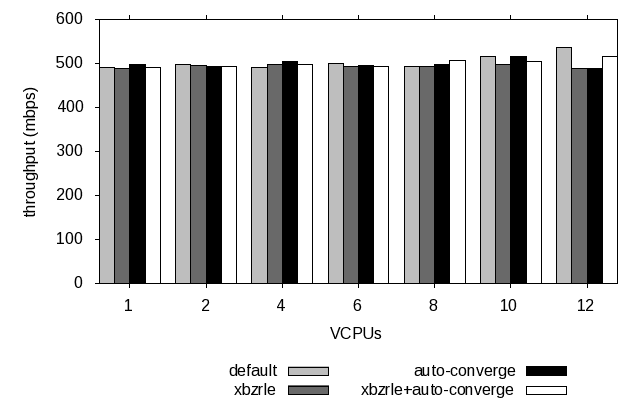 600
500
400
300
200
100
0
throughput (mbps)
1 2 4 6 8 10 12
VCPUs
default auto-converge
xbzrle xbzrle+auto-converge